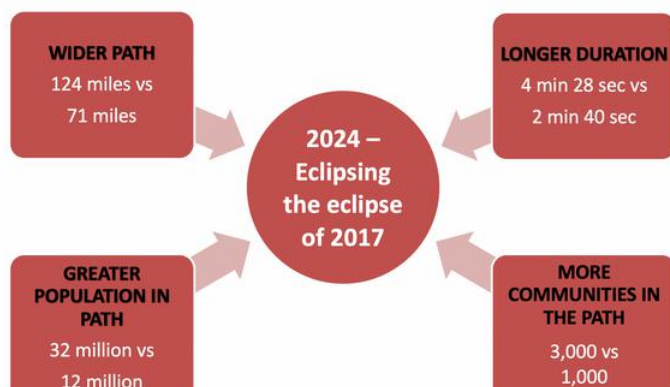 WIDER PATH
124 miles vs
71 miles
LONGER DURATION
4 min 28 sec vs
2 min 40 sec
2024 –
Eclipsing
the eclipse
of 2017
GREATER
POPULATION IN
PATH
32 million vs
12 million
MORE
COMMUNITIES IN
THE PATH
3,000 vs
1,000